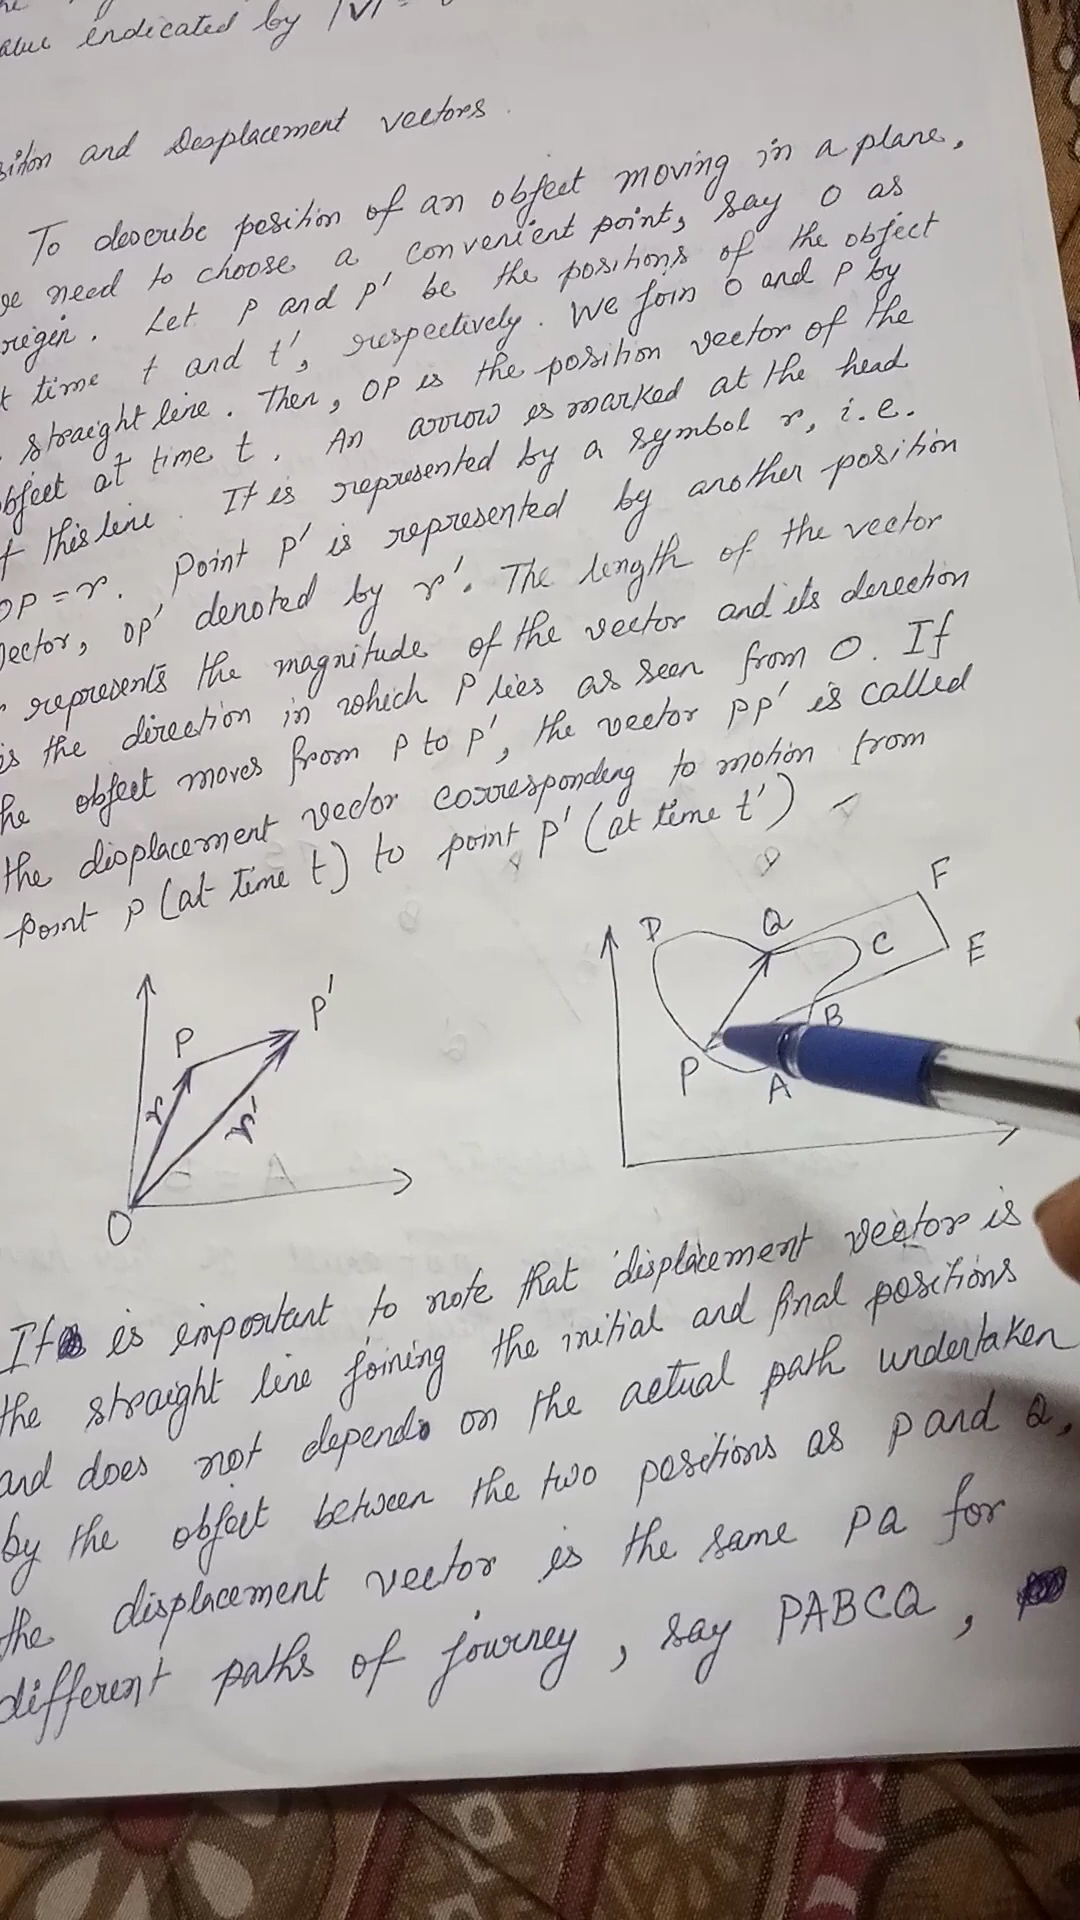 value indicated by |V| =
sition and Desplacement vectors.
To describe position of an object moving in a plane,
we need to choose a convenient point, say O as
origin. Let P and P' be the positions of the object
at time t and t', respectively. We join O and P by
straight line. Then, OP is the position vector of the
object at time t. An arrow is marked at the head
of this line. It is represented by a symbol r, i.e.
OP = r. Point P' is represented by another position
vector, OP' denoted by r'. The length of the vector
r represents the magnitude of the vector and its direction
is the direction in which P lies as seen from O. If
the object moves from P to P', the vector PP' is called
the displacement vector corresponding to motion from
point P (at time t) to point P' (at time t')
P P' r r' O
D Q F C E B P A
It is important to note that displacement vector is
the straight line joining the initial and final positions
and does not depend on the actual path undertaken
by the object between the two positions as P and Q,
the displacement vector is the same PQ for
different paths of journey, say PABCQ,